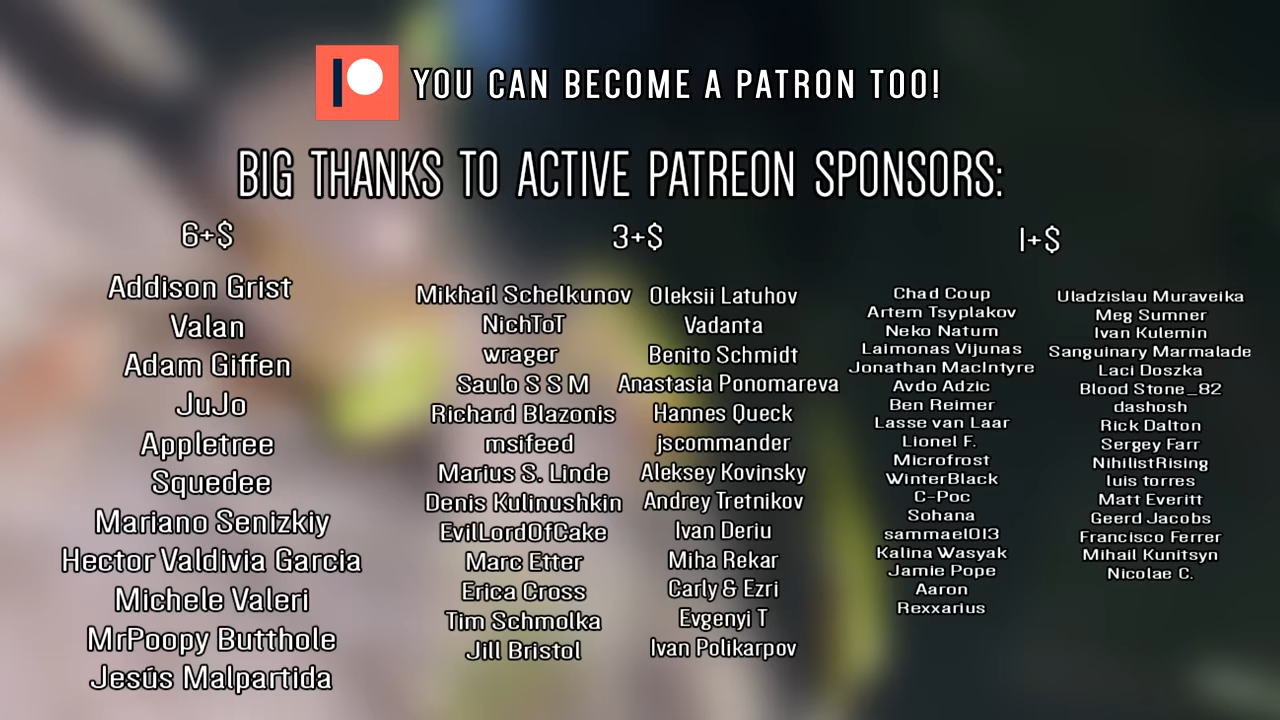 YOU CAN BECOME A PATRON TOO!
BIG THANKS TO ACTIVE PATREON SPONSORS:
6+$
Addison Grist
Valan
Adam Giffen
JuJo
Appletree
Squedee
Mariano Senizkiy
Hector Valdivia Garcia
Michele Valeri
MrPoopy Butthole
Jesús Malpartida
3+$
Mikhail Schelkunov
NichToT
wrager
Saulo S S M
Richard Blazonis
msifeed
Marius S. Linde
Denis Kulinushkin
EvilLordOfCake
Marc Etter
Erica Cross
Tim Schmolka
Jill Bristol
Oleksii Latuhov
Vadanta
Benito Schmidt
Anastasia Ponomareva
Hannes Queck
jscommander
Aleksey Kovinsky
Andrey Tretnikov
Ivan Deriu
Miha Rekar
Carly & Ezri
Evgenyi T
Ivan Polikarpov
1+$
Chad Coup
Artem Tsyplakov
Neko Natum
Laimonas Vijunas
Jonathan MacIntyre
Avdo Adzic
Ben Reimer
Lasse van Laar
Lionel F.
Microfrost
WinterBlack
C-Poc
Sohana
sammael013
Kalina Wasyak
Jamie Pope
Aaron
Rexxarius
Uladzislau Muraveika
Meg Sumner
Ivan Kulemin
Sanguinary Marmalade
Laci Doszka
Blood Stone_82
dashosh
Rick Dalton
Sergey Farr
NihilistRising
luis torres
Matt Everitt
Geerd Jacobs
Francisco Ferrer
Mihail Kunitsyn
Nicolae C.